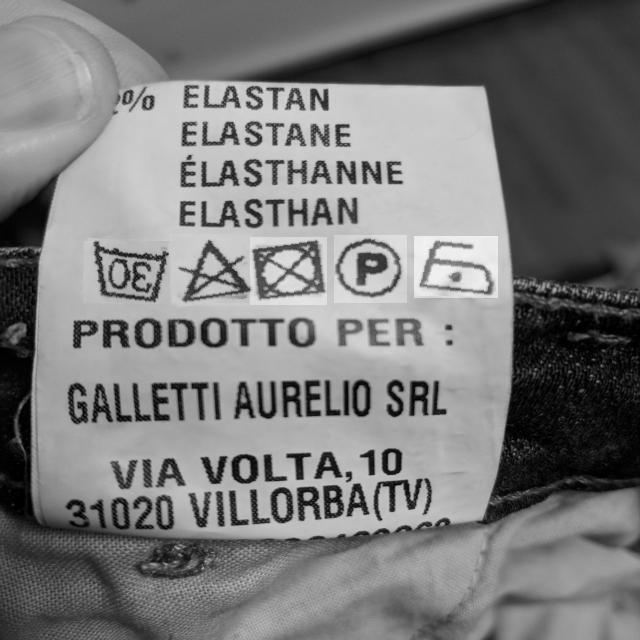 % ELASTAN
ELASTANE
ÉLASTHANNE
ELASTHAN
30 P
PRODOTTO PER :
GALLETTI AURELIO SRL
VIA VOLTA, 10
31020 VILLORBA(TV)